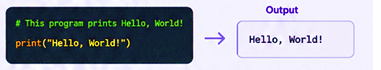 # This program prints Hello, World!
print("Hello, World!")
Output
Hello, World!